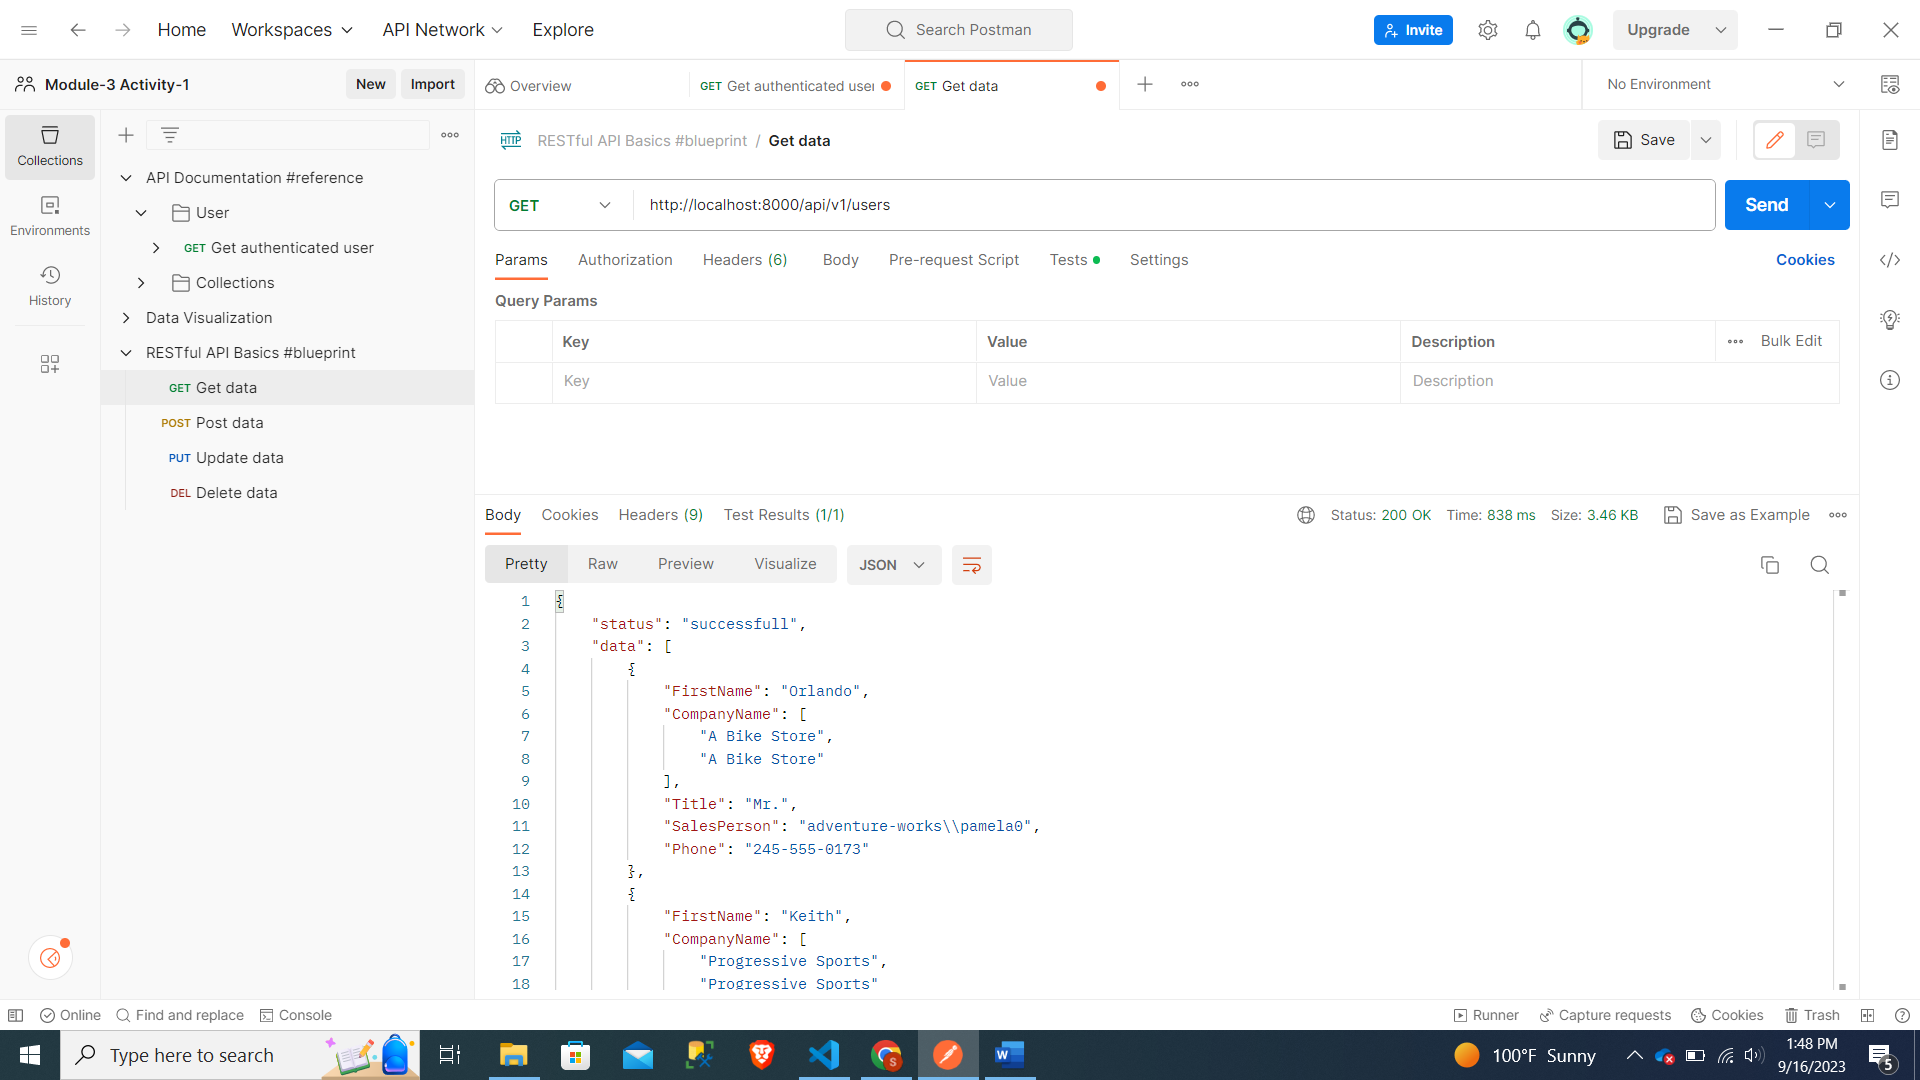 Home
Workspaces
API Network
Explore
Search Postman
Invite
Upgrade
Module-3 Activity-1
New
Import
Overview
GET Get authenticated user
GET Get data
No Environment
Collections
Environments
History
API Documentation #reference
User
GET Get authenticated user
Collections
Data Visualization
RESTful API Basics #blueprint
GET Get data
POST Post data
PUT Update data
DEL Delete data
HTTP RESTful API Basics #blueprint / Get data
Save
GET
http://localhost:8000/api/v1/users
Send
Params
Authorization
Headers (6)
Body
Pre-request Script
Tests
Settings
Cookies
Query Params
Key
Value
Description
Bulk Edit
Key
Value
Description
Body
Cookies
Headers (9)
Test Results (1/1)
Status: 200 OK
Time: 838 ms
Size: 3.46 KB
Save as Example
Pretty
Raw
Preview
Visualize
JSON
1 {
2 "status": "successfull",
3 "data": [
4 {
5 "FirstName": "Orlando",
6 "CompanyName": [
7 "A Bike Store",
8 "A Bike Store"
9 ],
10 "Title": "Mr.",
11 "SalesPerson": "adventure-works\\pamela0",
12 "Phone": "245-555-0173"
13 },
14 {
15 "FirstName": "Keith",
16 "CompanyName": [
17 "Progressive Sports",
18 "Progressive Sports"
Online
Find and replace
Console
Runner
Capture requests
Cookies
Trash
Type here to search
S
100°F Sunny
1:48 PM
9/16/2023
5